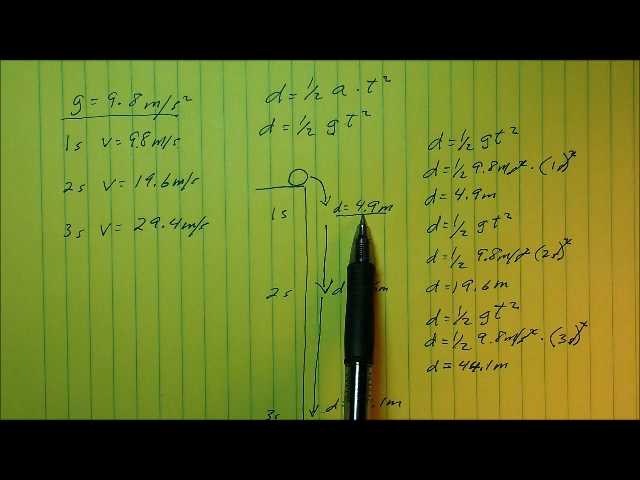 g = 9.8 m/s²
1s v = 9.8 m/s
2s v = 19.6 m/s
3s v = 29.4 m/s
d = 1/2 a · t²
d = 1/2 g t²
1s d = 4.9 m
2s d
3s d = .1 m
d = 1/2 g t²
d = 1/2 9.8 m/s² · (1s)²
d = 4.9 m
d = 1/2 g t²
d = 1/2 9.8 m/s² (2s)²
d = 19.6 m
d = 1/2 g t²
d = 1/2 9.8 m/s² · (3s)²
d = 44.1 m